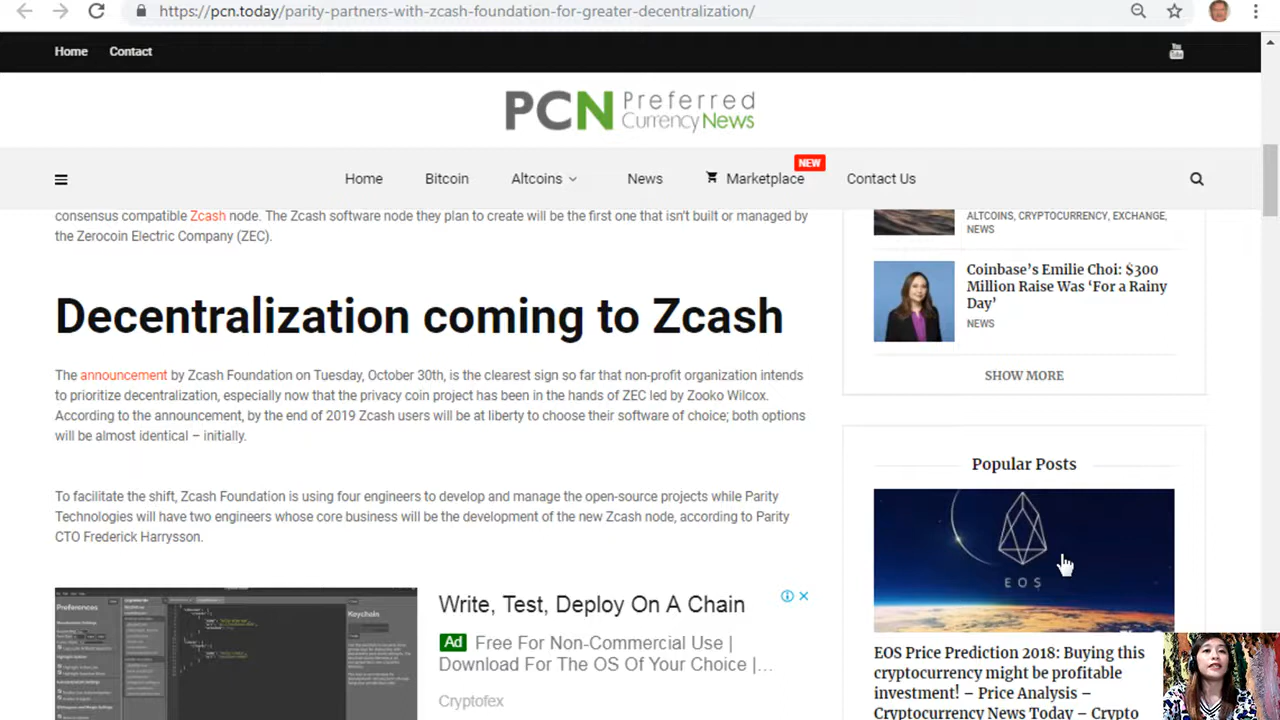 https://pcn.today/parity-partners-with-zcash-foundation-for-greater-decentralization/
Home Contact
You Tube
PCN Preferred
CurrencyNews
NEW
Home Bitcoin Altcoins News Marketplace Contact Us
consensus compatible Zcash node. The Zcash software node they plan to create will be the first one that isn't built or managed by
the Zerocoin Electric Company (ZEC).
Decentralization coming to Zcash
The announcement by Zcash Foundation on Tuesday, October 30th, is the clearest sign so far that non-profit organization intends
to prioritize decentralization, especially now that the privacy coin project has been in the hands of ZEC led by Zooko Wilcox.
According to the announcement, by the end of 2019 Zcash users will be at liberty to choose their software of choice; both options
will be almost identical – initially.
To facilitate the shift, Zcash Foundation is using four engineers to develop and manage the open-source projects while Parity
Technologies will have two engineers whose core business will be the development of the new Zcash node, according to Parity
CTO Frederick Harrysson.
Preferences
Keychain
Write, Test, Deploy On A Chain
Ad Free For Non-Commercial Use |
Download For The OS Of Your Choice |...
Cryptofex
ALTCOINS, CRYPTOCURRENCY, EXCHANGE,
NEWS
Coinbase's Emilie Choi: $300
Million Raise Was 'For a Rainy
Day'
NEWS
SHOW MORE
Popular Posts
EOS
EOS Price Prediction 2018: Why this
cryptocurrency might be profitable
investment! – Price Analysis –
Cryptocurrency News Today – Crypto